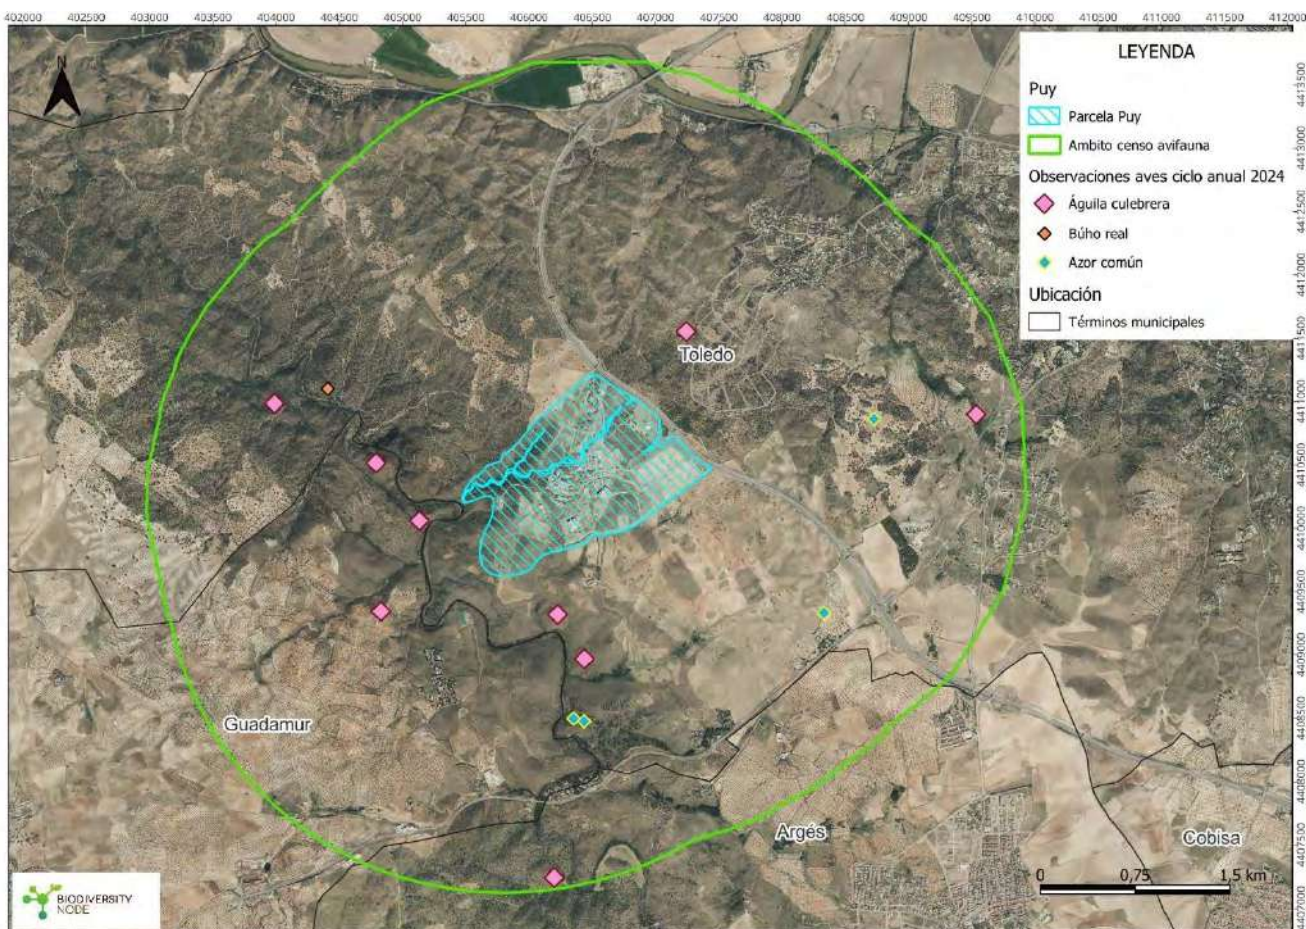 402000 402500 403000 403500 404000 404500 405000 405500 406000 406500 407000 407500 408000 408500 409000 409500 410000 410500 411000 411500 412000
N
LEYENDA
Puy
Parcela Puy
Ambito censo avifauna
Observaciones aves ciclo anual 2024
Águila culebrera
Búho real
Azor común
Ubicación
Términos municipales
4413500
4413000
4412500
4412000
4411500
4411000
4410500
4410000
4409500
4409000
4408500
4408000
4407500
4407000
Toledo
Guadamur
Argés
Cobisa
0 0,75 1,5 km
BIODIVERSITY
NODE